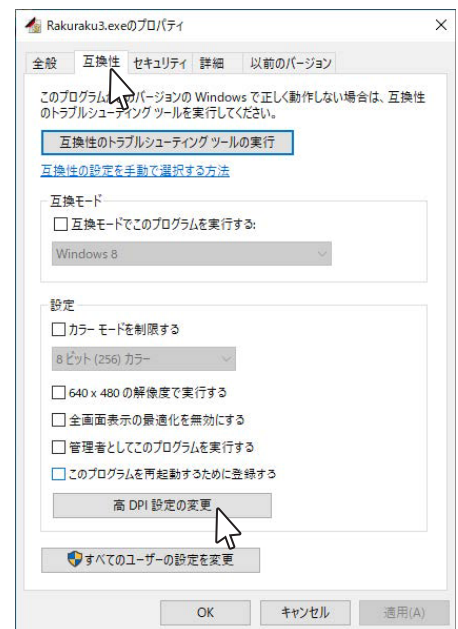 Rakuraku3.exeのプロパティ
全般 互換性 セキュリティ 詳細 以前のバージョン
このプログラム バージョンの Windows で正しく動作しない場合は、互換性
のトラブルシューティング ツールを実行してください。
互換性のトラブルシューティング ツールの実行
互換性の設定を手動で選択する方法
互換モード
互換モードでこのプログラムを実行する:
Windows 8
設定
カラー モードを制限する
8 ビット (256) カラー
640 x 480 の解像度で実行する
全画面表示の最適化を無効にする
管理者としてこのプログラムを実行する
このプログラムを再起動するために登録する
高 DPI 設定の変更
すべてのユーザーの設定を変更
OK キャンセル 適用(A)